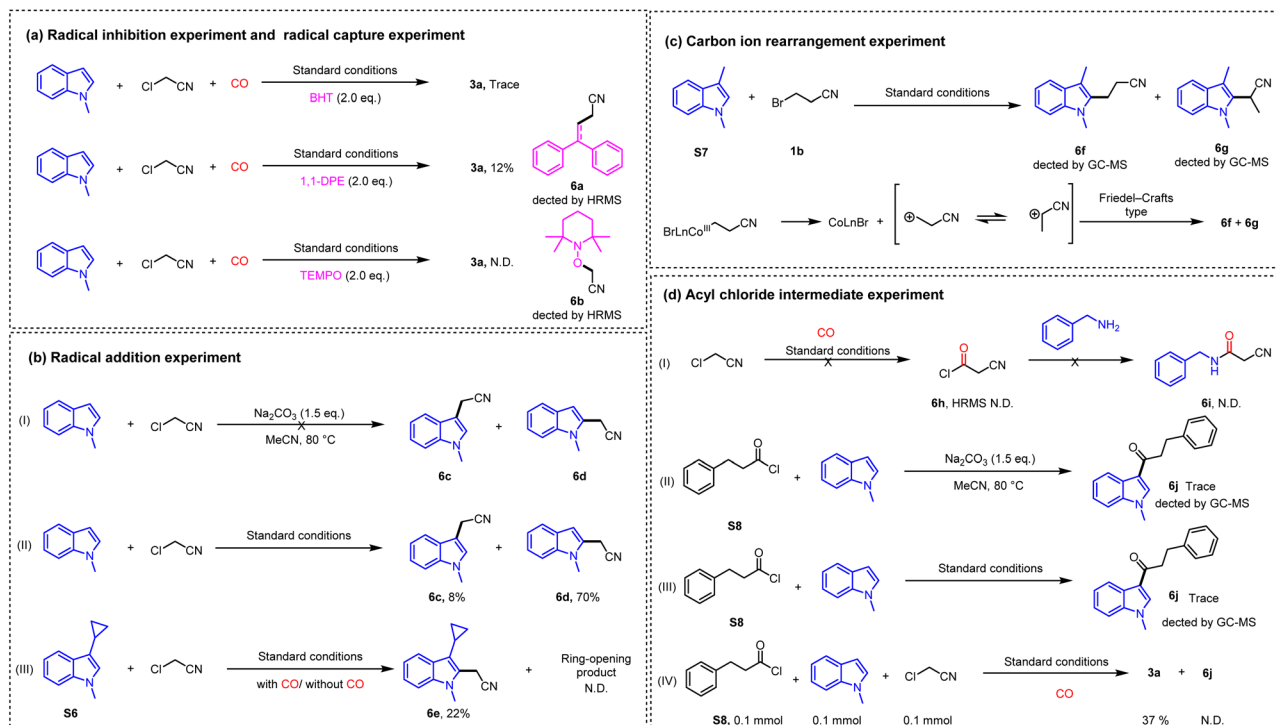 (a) Radical inhibition experiment and radical capture experiment
N + Cl CN + CO
Standard conditions
BHT (2.0 eq.)
3a, Trace
N + Cl CN + CO
Standard conditions
1,1-DPE (2.0 eq.)
3a, 12%
CN
6a
dected by HRMS
N + Cl CN + CO
Standard conditions
TEMPO (2.0 eq.)
3a, N.D.
N
O
CN
6b
dected by HRMS
(b) Radical addition experiment
(I) N + Cl CN
Na2CO3 (1.5 eq.)
X
MeCN, 80 °C
CN
N
6c
+
N
CN
6d
(II) N + Cl CN
Standard conditions
CN
N
6c, 8%
+
N
CN
6d, 70%
(III) N + Cl CN
S6
Standard conditions
with CO/ without CO
N CN
6e, 22%
+
Ring-opening
product
N.D.
(c) Carbon ion rearrangement experiment
N
S7
+
Br CN
1b
Standard conditions
CN
N
6f
dected by GC-MS
+
CN
N
6g
dected by GC-MS
BrLnCoIII CN
CoLnBr + ⊕ CN ⇌ ⊕ CN
Friedel–Crafts
type
6f + 6g
(d) Acyl chloride intermediate experiment
(I) Cl CN
CO
Standard conditions
X
O
Cl CN
6h, HRMS N.D.
NH2
X
O
N
H
CN
6i, N.D.
(II)
O
Cl
S8
+
N
Na2CO3 (1.5 eq.)
MeCN, 80 °C
O
N
6j Trace
dected by GC-MS
(III)
O
Cl
S8
+
N
Standard conditions
O
N
6j Trace
dected by GC-MS
(IV)
O
Cl
+ N + Cl CN
S8, 0.1 mmol 0.1 mmol 0.1 mmol
Standard conditions
CO
3a + 6j
37 % N.D.